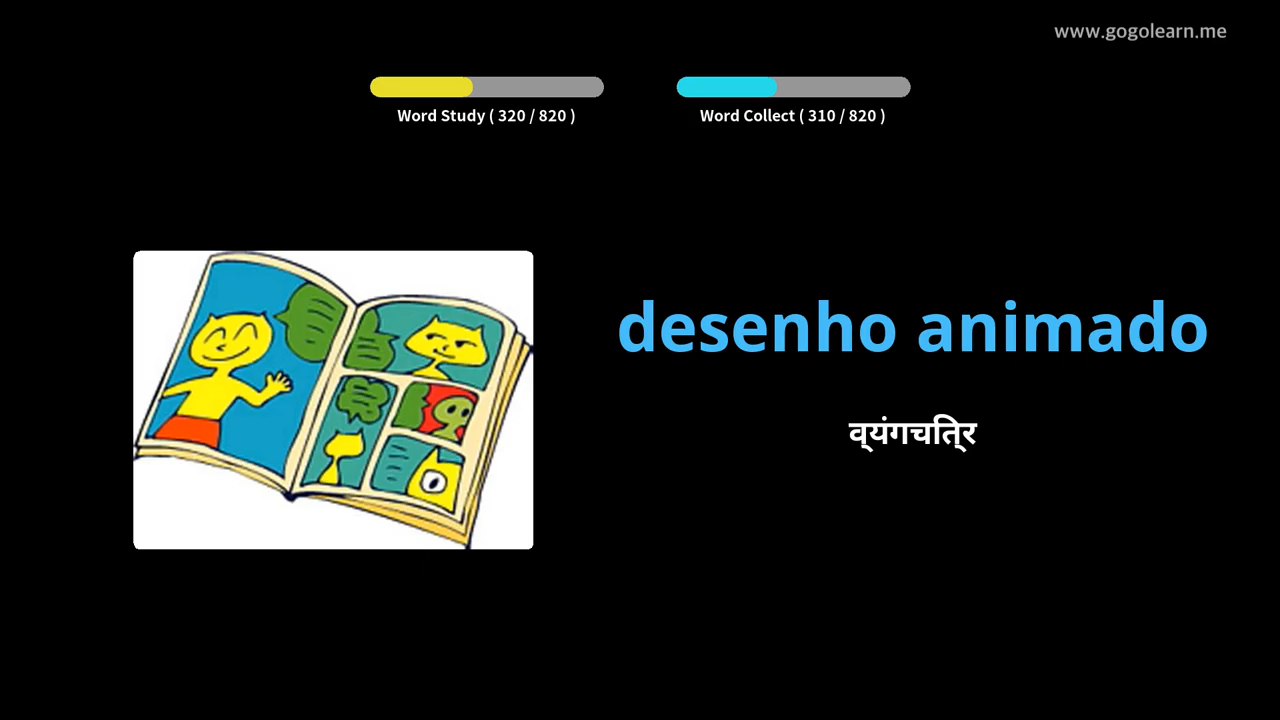 www.gogolearn.me
Word Study ( 320 / 820 )
Word Collect ( 310 / 820 )
desenho animado
व्यंगचित्र